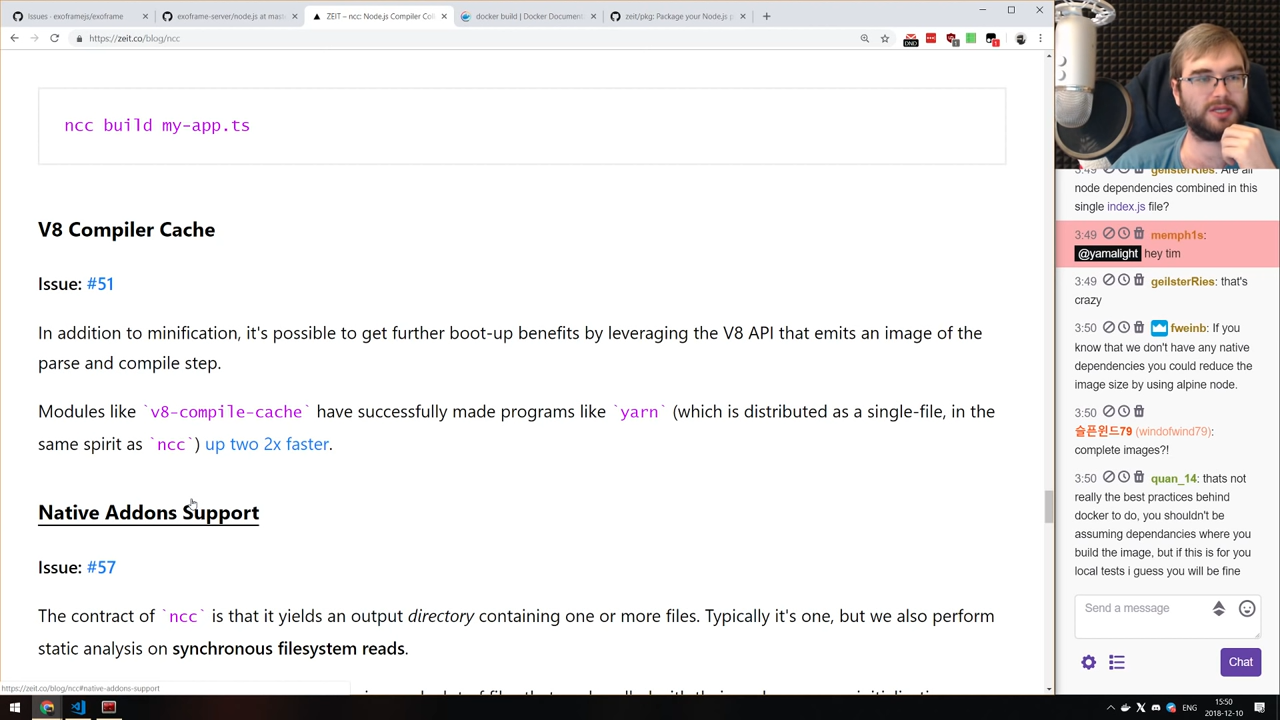 Issues · exoframejs/exoframe
exoframe-server/node.js at mast
ZEIT – ncc: Node.js Compiler Col
docker build | Docker Document
zeit/pkg: Package your Node.js p
https://zeit.co/blog/ncc
ncc build my-app.ts
V8 Compiler Cache
Issue: #51
In addition to minification, it's possible to get further boot-up benefits by leveraging the V8 API that emits an image of the
parse and compile step.
Modules like `v8-compile-cache` have successfully made programs like `yarn` (which is distributed as a single-file, in the
same spirit as `ncc`) up two 2x faster.
Native Addons Support
Issue: #57
The contract of `ncc` is that it yields an output directory containing one or more files. Typically it's one, but we also perform
static analysis on synchronous filesystem reads.
https://zeit.co/blog/ncc#native-addons-support
3:49 geilsterRies: Are all
node dependencies combined in this
single index.js file?
3:49 memph1s:
@yamalight hey tim
3:49 geilsterRies: that's
crazy
3:50 fweinb: If you
know that we don't have any native
dependencies you could reduce the
image size by using alpine node.
3:50
슬픈윈드79 (windofwind79):
complete images?!
3:50 quan_14: thats not
really the best practices behind
docker to do, you shouldn't be
assuming dependancies where you
build the image, but if this is for you
local tests i guess you will be fine
Send a message
Chat
ENG
15:50
2018-12-10